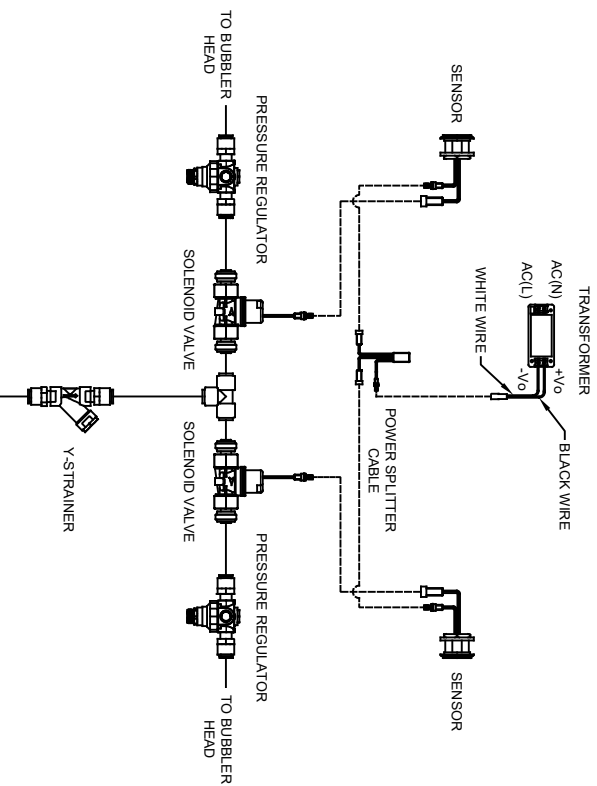 TRANSFORMER
AC(N)
AC(L)
+Vo
-Vo
WHITE WIRE
BLACK WIRE
SENSOR
SENSOR
POWER SPLITTER
CABLE
PRESSURE REGULATOR
PRESSURE REGULATOR
TO BUBBLER
HEAD
TO BUBBLER
HEAD
SOLENOID VALVE
SOLENOID VALVE
Y-STRAINER